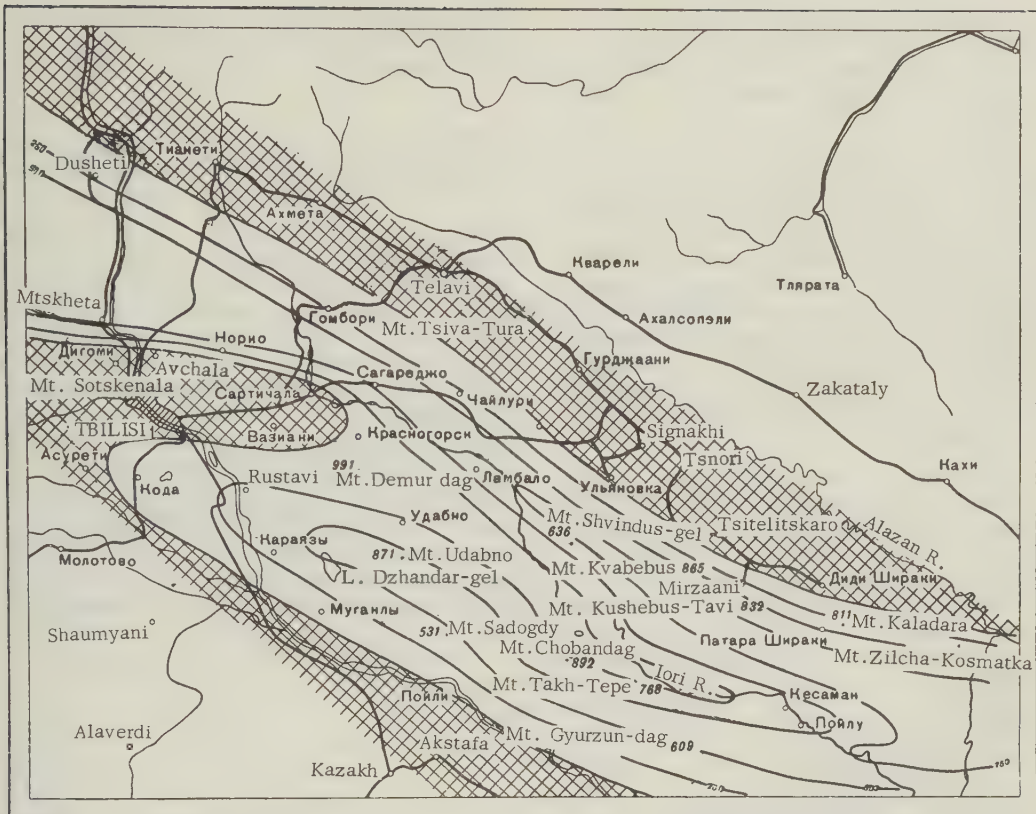 Dusheti
Тианети
Ахмета
Telavi
Кварели
Тлярата
Mtskheta
Гомбори
Mt. Tsiva-Tura
Ахалсопэли
Дигоми
Норио
Avchala
Гурджаани
Mt. Sotskenala
Сагареджо
Сартичала
Чайлури
Zakataly
TBILISI
Вазиани
Красногорск
Signakhi
Асурети
991
Tsnori
Кахи
Mt. Demur dag
Ламбало
Ульяновка
Кода
Rustavi
Удабно
Mt. Shvindus-gel
636
Tsitelitskaro
Alazan R.
Молотово
Караязы
871 Mt. Udabno
Mt. Kvabebus 865
Диди Шираки
L. Dzhandar-gel
Mirzaani
Муганлы
Mt. Kushebus-Tavi 832
811 Mt. Kaladara
Shaumyani
531 Mt. Sadogdy
Патара Шираки
Mt. Chobandag
892
Mt. Zilcha-Kosmatka
Iori R.
Mt. Takh-Tepe 768
Кесаман
Пойли
Пойлу
Alaverdi
Mt. Gyurzun-dag 609
Akstafa
Kazakh